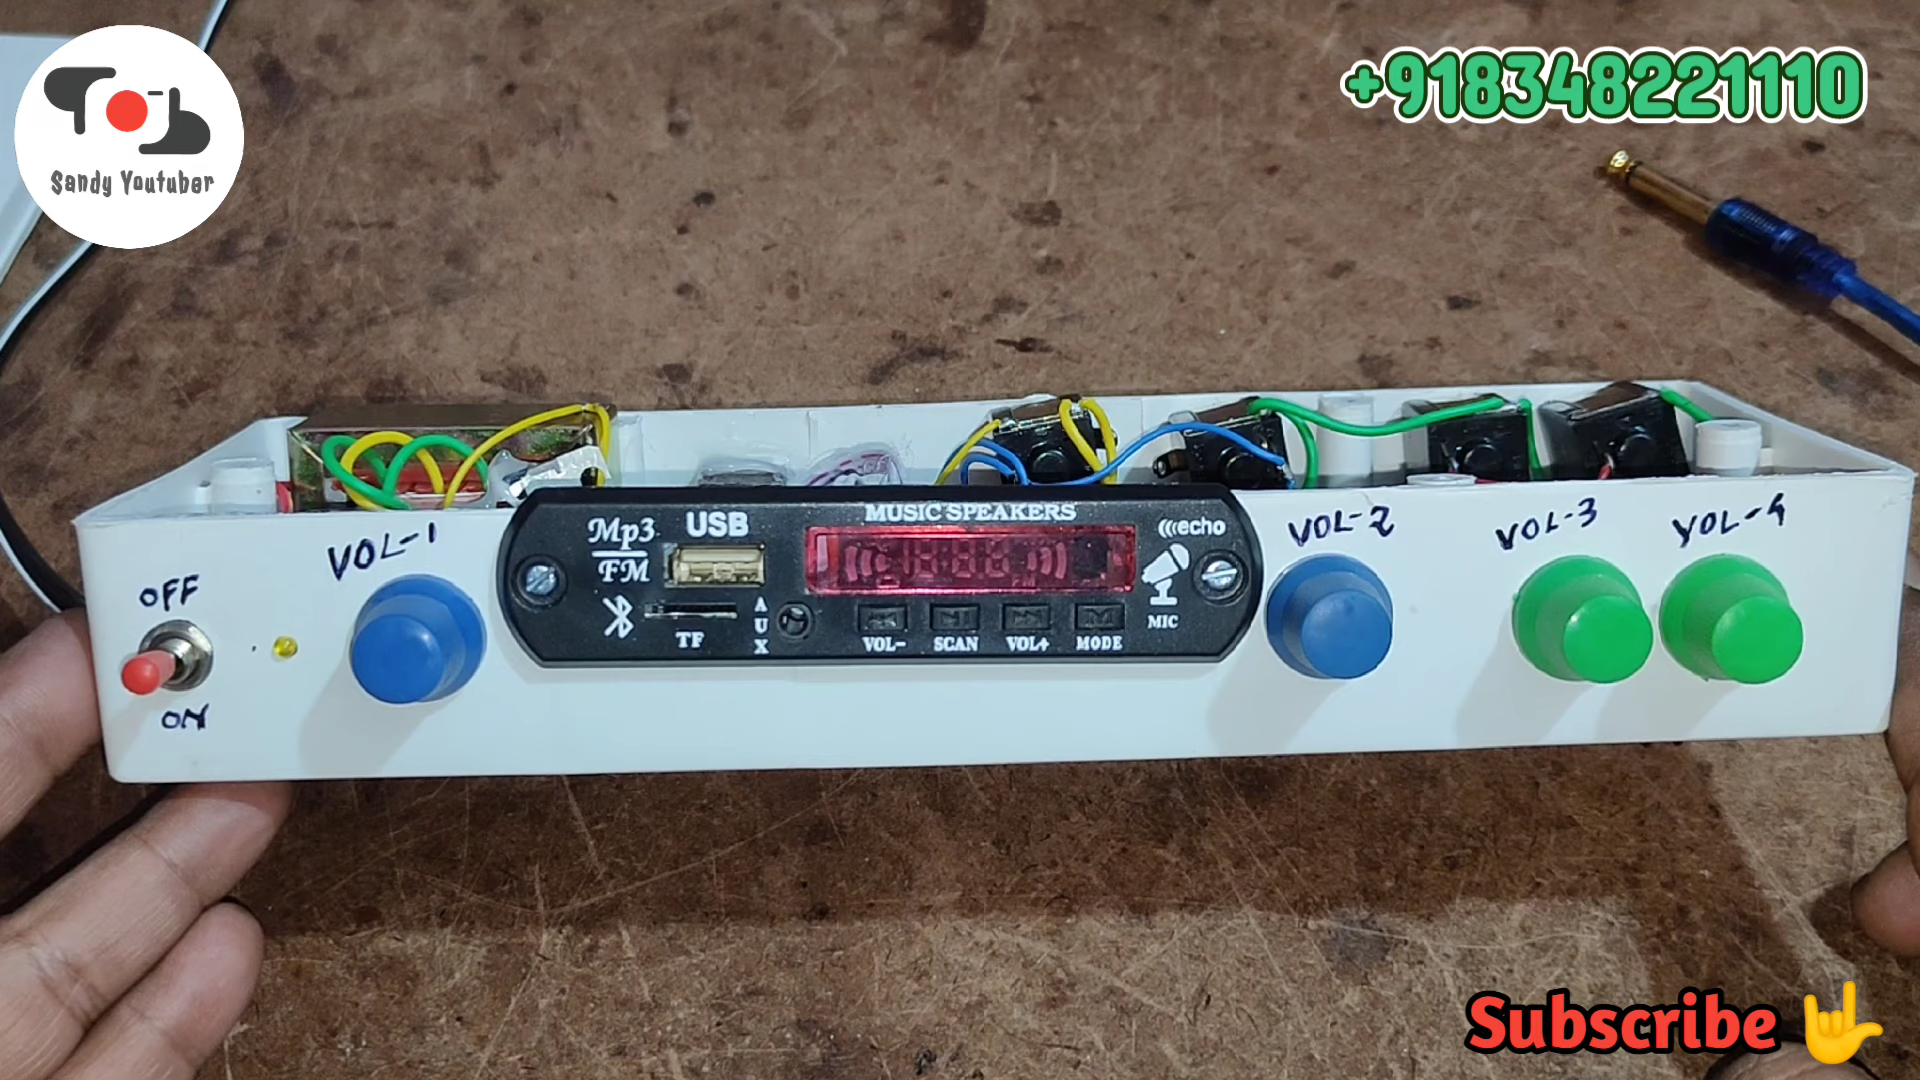 Sandy Youtuber
+918348221110
OFF
ON
VOL-1
Mp3
FM
USB
TF
AUX
MUSIC SPEAKERS
VOL-
SCAN
VOL+
MODE
echo
MIC
VOL-2
VOL-3
VOL-4
Subscribe